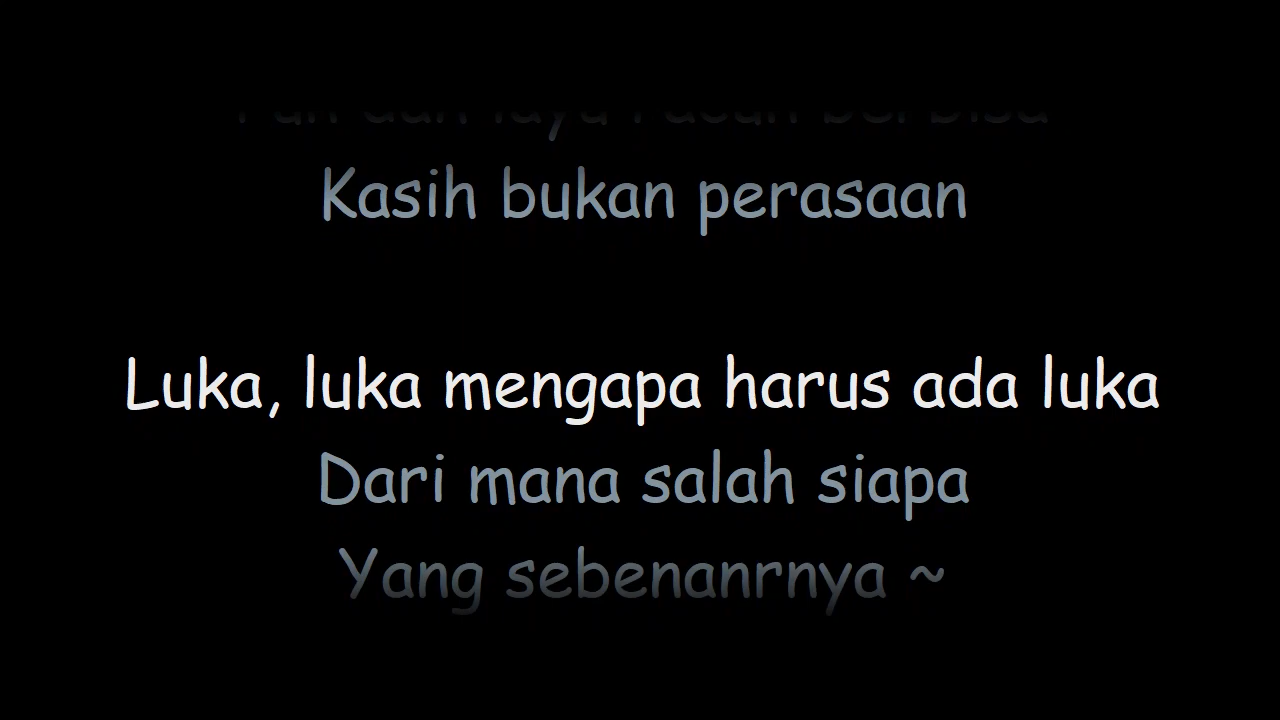 Kasih bukan perasaan
Luka, luka mengapa harus ada luka
Dari mana salah siapa
Yang sebenanrnya ~